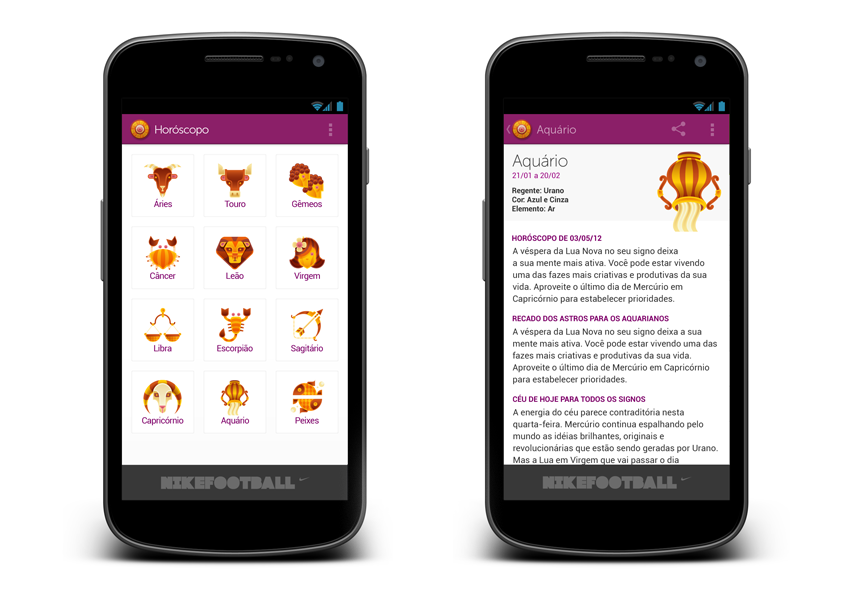 Horóscopo
Áries
Touro
Gêmeos
Câncer
Leão
Virgem
Libra
Escorpião
Sagitário
Capricórnio
Aquário
Peixes
NIKEFOOTBALL
Aquário
Aquário
21/01 a 20/02
Regente: Urano
Cor: Azul e Cinza
Elemento: Ar
HORÓSCOPO DE 03/05/12
A véspera da Lua Nova no seu signo deixa
a sua mente mais ativa. Você pode estar vivendo
uma das fazes mais criativas e produtivas da sua
vida. Aproveite o último dia de Mercúrio em
Capricórnio para estabelecer prioridades.
RECADO DOS ASTROS PARA OS AQUARIANOS
A véspera da Lua Nova no seu signo deixa a sua
mente mais ativa. Você pode estar vivendo uma das
fazes mais criativas e produtivas da sua vida.
Aproveite o último dia de Mercúrio em Capricórnio
para estabelecer prioridades.
CÉU DE HOJE PARA TODOS OS SIGNOS
A energia do céu parece contraditória nesta
quarta-feira. Mercúrio continua espalhando pelo
mundo as idéias brilhantes, originais e
revolucionárias que estão sendo geradas por Urano.
Mas a Lua em Virgem que vai passar o dia
NIKEFOOTBALL